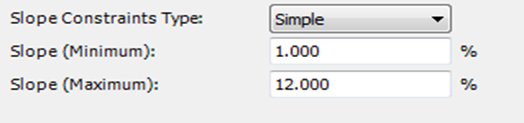 Slope Constraints Type: Simple
Slope (Minimum): 1.000 %
Slope (Maximum): 12.000 %